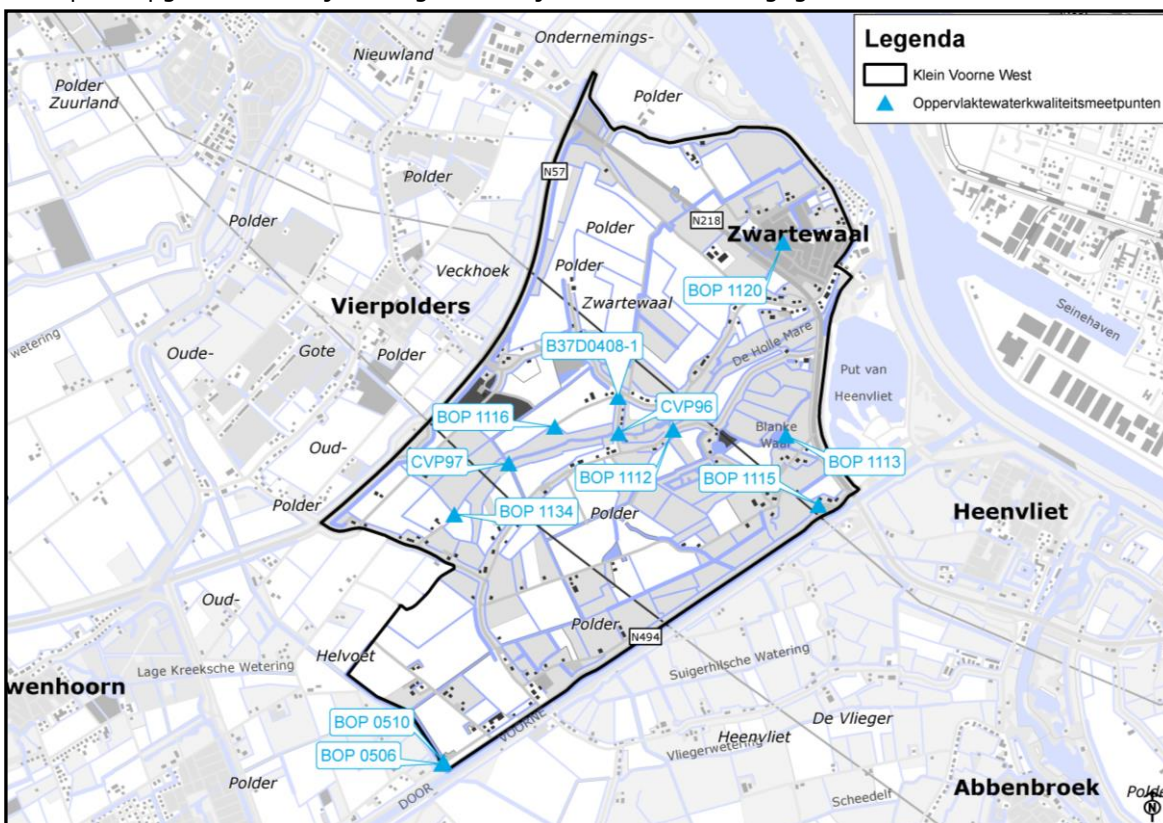 Ondernemings-
Nieuwland
Legenda
Klein Voorne West
Oppervlaktewaterkwaliteitsmeetpunten
Polder
Zuurland
Polder
N57
Polder
N218
Polder
Polder
Zwartewaal
Veckhoek
Polder
BOP 1120
Zwartewaal
Vierpolders
Seinehaven
wetering
Oude-
Gote
Polder
B37D0408-1
De Holle Mare
Put van
Heenvliet
BOP 1116
CVP96
Blanke
Waal
Oud-
CVP97
BOP 1112
BOP 1115
BOP 1113
Polder
BOP 1134
Polder
Heenvliet
Oud-
Polder
N494
Helvoet
Lage Kreeksche Wetering
Suigerhilsche Watering
wenhoorn
BOP 0510
VOORNE
De Vlieger
Heenvliet
Vliegerwetering
BOP 0506
Polder
DOOR
Scheedelf
Abbenbroek
Polde
N